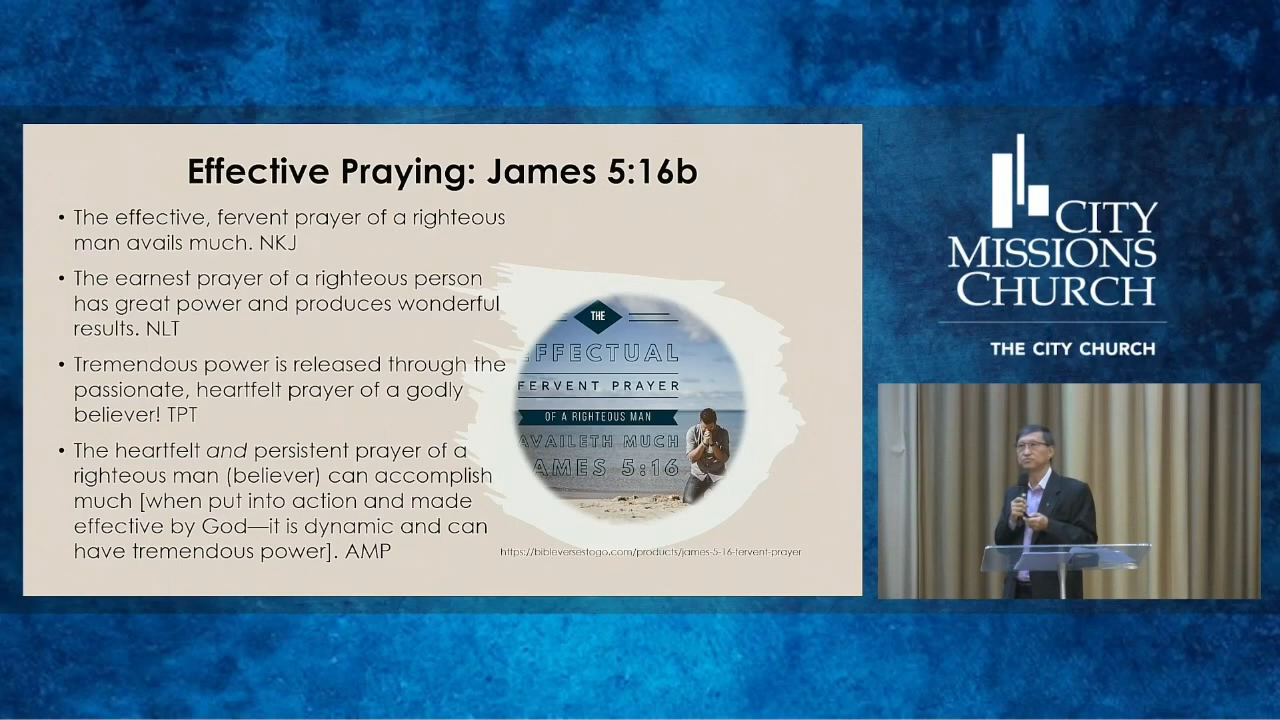 Effective Praying: James 5:16b
• The effective, fervent prayer of a righteous
man avails much. NKJ
• The earnest prayer of a righteous person
has great power and produces wonderful
results. NLT
• Tremendous power is released through the
passionate, heartfelt prayer of a godly
believer! TPT
• The heartfelt and persistent prayer of a
righteous man (believer) can accomplish
much [when put into action and made
effective by God—it is dynamic and can
have tremendous power]. AMP
THE
EFFECTUAL
FERVENT PRAYER
OF A RIGHTEOUS MAN
AVAILETH MUCH
JAMES 5:16
https://bibleversestogo.com/products/james-5-16-fervent-prayer
CITY
MISSIONS
CHURCH
THE CITY CHURCH